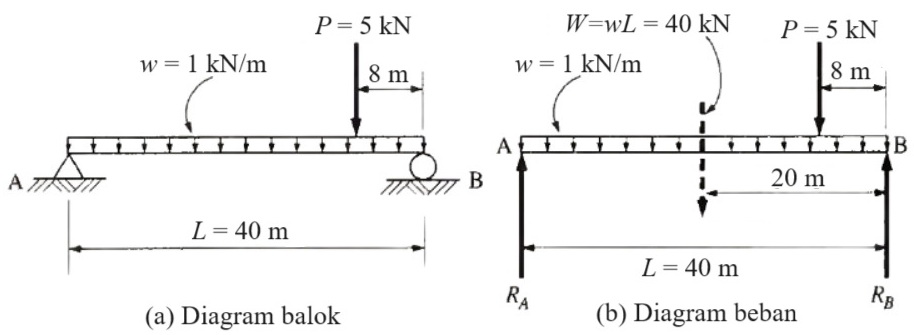 P = 5 kN
w = 1 kN/m
8 m
A
B
L = 40 m
(a) Diagram balok
W=wL = 40 kN
P = 5 kN
w = 1 kN/m
8 m
A
B
20 m
L = 40 m
R_A
R_B
(b) Diagram beban